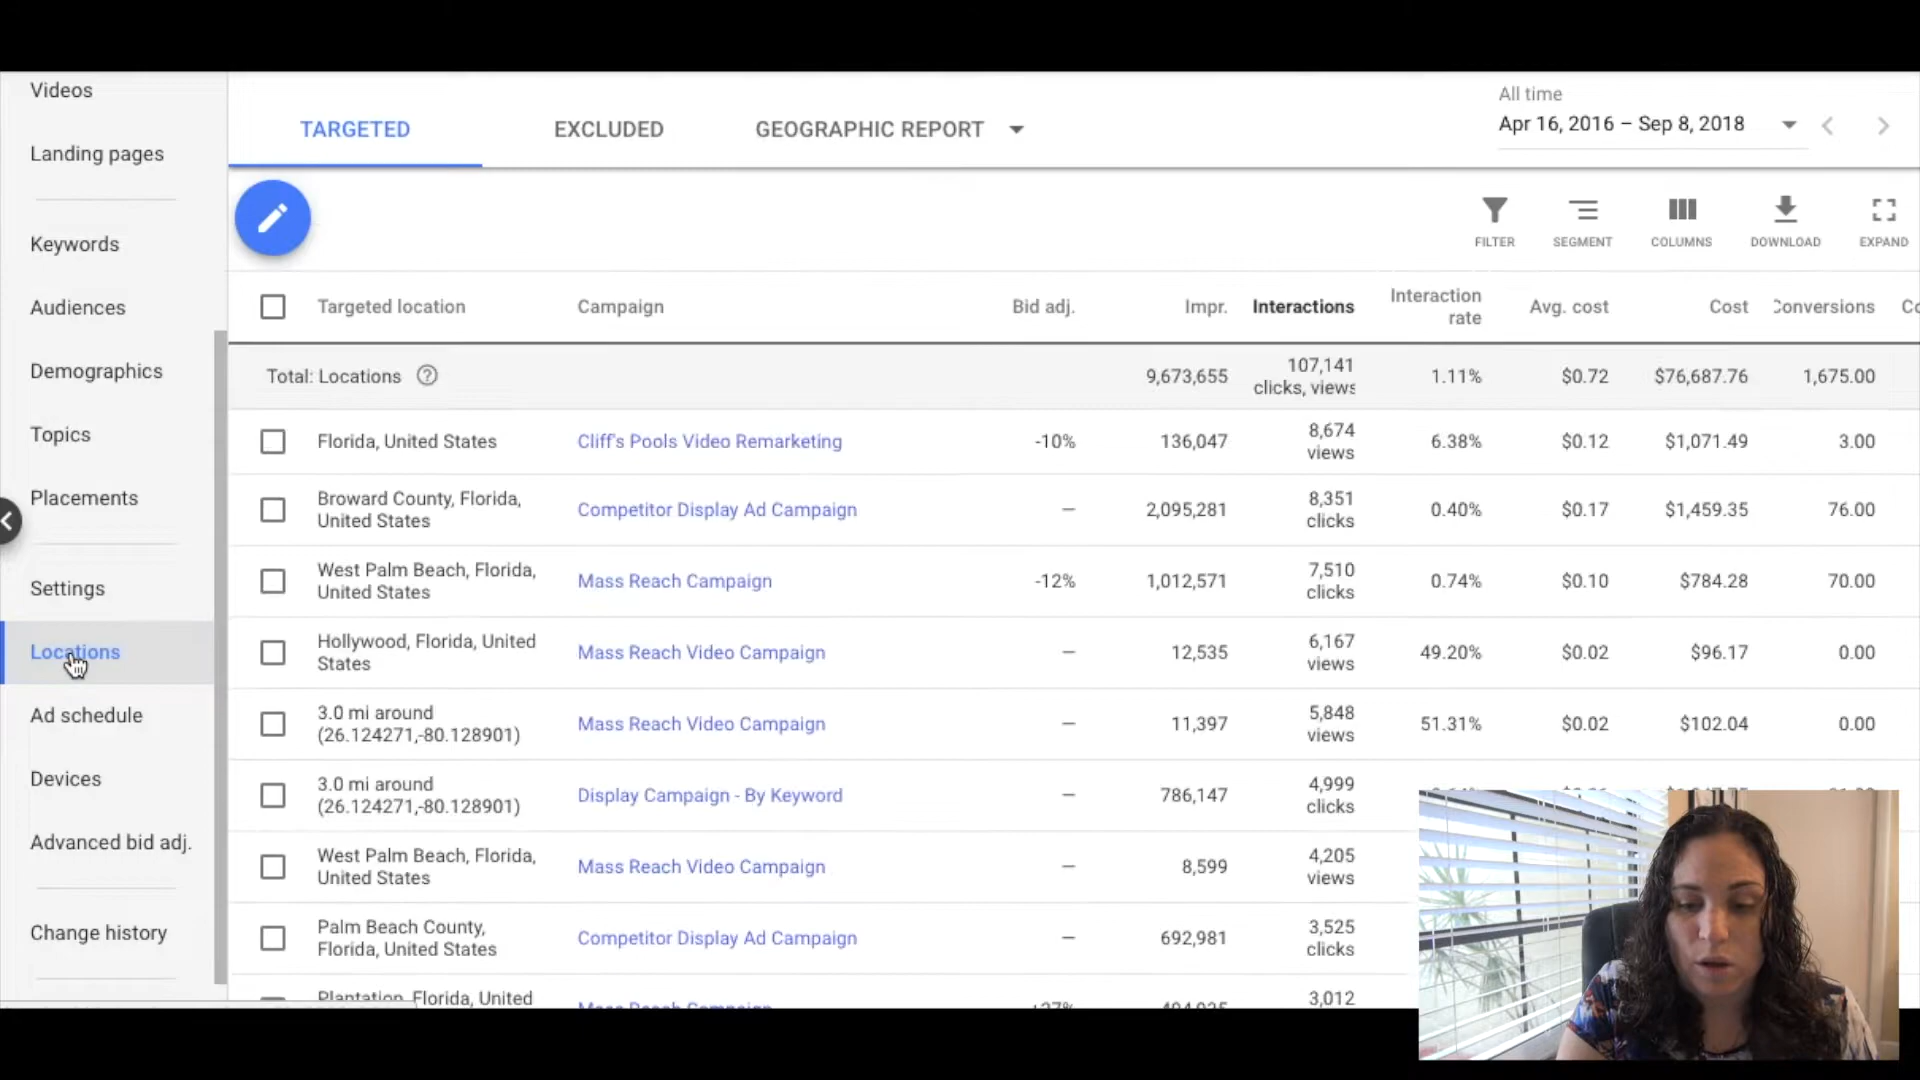 Videos
Landing pages
Keywords
Audiences
Demographics
Topics
Placements
Settings
Locations
Ad schedule
Devices
Advanced bid adj.
Change history
TARGETED EXCLUDED GEOGRAPHIC REPORT
All time
Apr 16, 2016 – Sep 8, 2018
FILTER SEGMENT COLUMNS DOWNLOAD EXPAND
Targeted location Campaign Bid adj. Impr. Interactions Interaction rate Avg. cost Cost Conversions
Total: Locations 9,673,655 107,141 clicks, views 1.11% $0.72 $76,687.76 1,675.00
Florida, United States Cliff's Pools Video Remarketing -10% 136,047 8,674 views 6.38% $0.12 $1,071.49 3.00
Broward County, Florida, United States Competitor Display Ad Campaign — 2,095,281 8,351 clicks 0.40% $0.17 $1,459.35 76.00
West Palm Beach, Florida, United States Mass Reach Campaign -12% 1,012,571 7,510 clicks 0.74% $0.10 $784.28 70.00
Hollywood, Florida, United States Mass Reach Video Campaign — 12,535 6,167 views 49.20% $0.02 $96.17 0.00
3.0 mi around (26.124271,-80.128901) Mass Reach Video Campaign — 11,397 5,848 views 51.31% $0.02 $102.04 0.00
3.0 mi around (26.124271,-80.128901) Display Campaign - By Keyword — 786,147 4,999 clicks
West Palm Beach, Florida, United States Mass Reach Video Campaign — 8,599 4,205 views
Palm Beach County, Florida, United States Competitor Display Ad Campaign — 692,981 3,525 clicks
Plantation, Florida, United Mass Reach Campaign 3,012